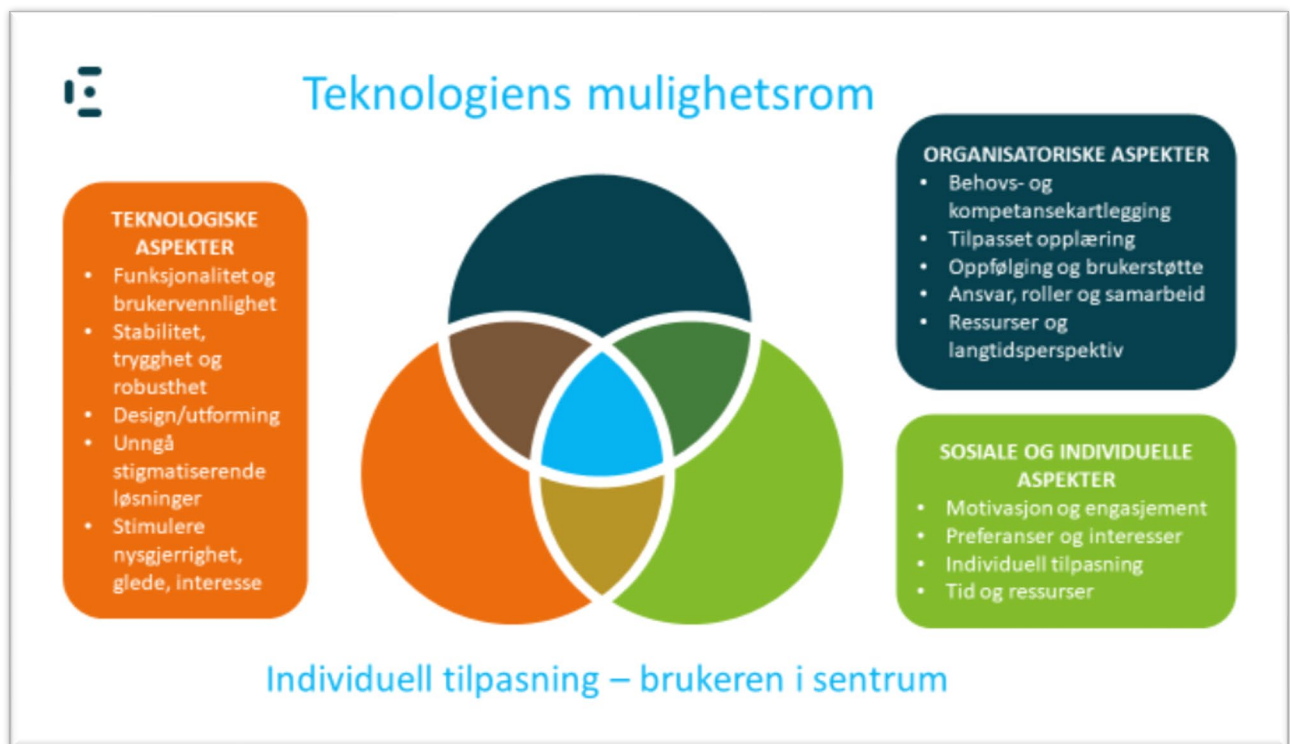 Teknologiens mulighetsrom
TEKNOLOGISKE
ASPEKTER
• Funksjonalitet og
brukervennlighet
• Stabilitet,
trygghet og
robusthet
• Design/utforming
• Unngå
stigmatiserende
løsninger
• Stimulere
nysgjerrighet,
glede, interesse
ORGANISATORISKE ASPEKTER
• Behovs- og
kompetansekartlegging
• Tilpasset opplæring
• Oppfølging og brukerstøtte
• Ansvar, roller og samarbeid
• Ressurser og
langtidsperspektiv
SOSIALE OG INDIVIDUELLE
ASPEKTER
• Motivasjon og engasjement
• Preferanser og interesser
• Individuell tilpasning
• Tid og ressurser
Individuell tilpasning – brukeren i sentrum